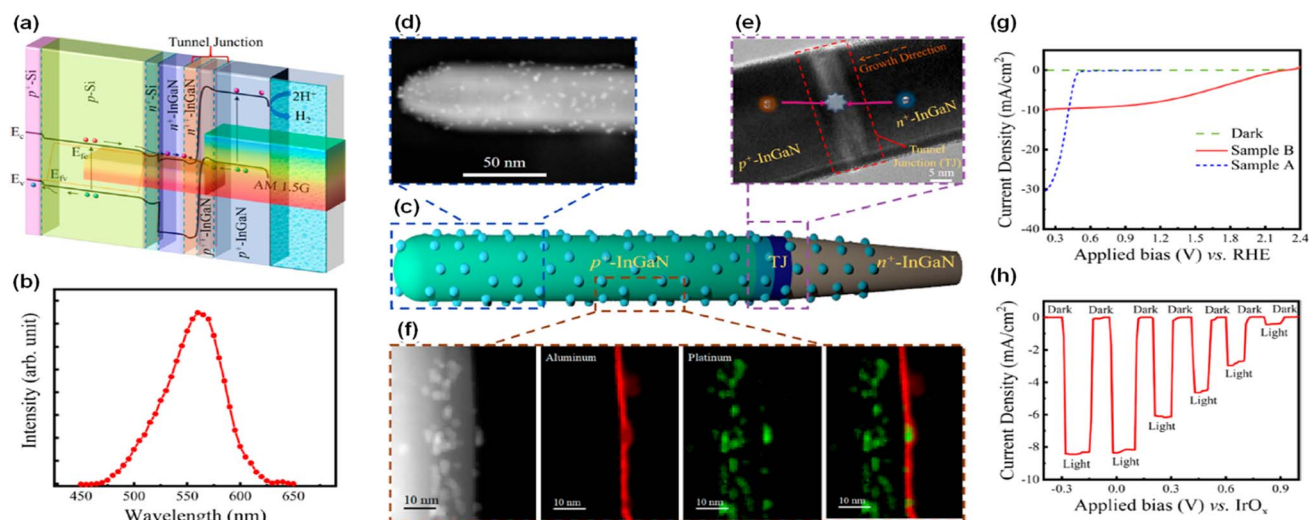 (a)
Tunnel Junction
p⁺-Si
p-Si
n⁺-Si
n⁺-InGaN
n⁺⁺-InGaN
p⁺⁺-InGaN
p⁺-InGaN
2H⁺
H₂
E_c
E_fe
E_v
E_fv
AM 1.5G
(b)
Intensity (arb. unit)
450 500 550 600 650
Wavelength (nm)
(d)
50 nm
(e)
Growth Direction
n⁺-InGaN
p⁺-InGaN
Tunnel
Junction (TJ)
5 nm
(c)
p⁺-InGaN
TJ
n⁺-InGaN
(f)
Aluminum
Platinum
10 nm
10 nm
10 nm
10 nm
(g)
Current Density (mA/cm²)
0
-10
-20
-30
-40
Dark
Sample B
Sample A
0.3 0.6 0.9 1.2 1.5 1.8 2.1 2.4
Applied bias (V) vs. RHE
(h)
Current Density (mA/cm²)
0
-2
-4
-6
-8
-10
Dark Dark Dark Dark Dark Dark Dark
Light
Light
Light
Light
Light
Light
-0.3 0.0 0.3 0.6 0.9
Applied bias (V) vs. IrOₓ